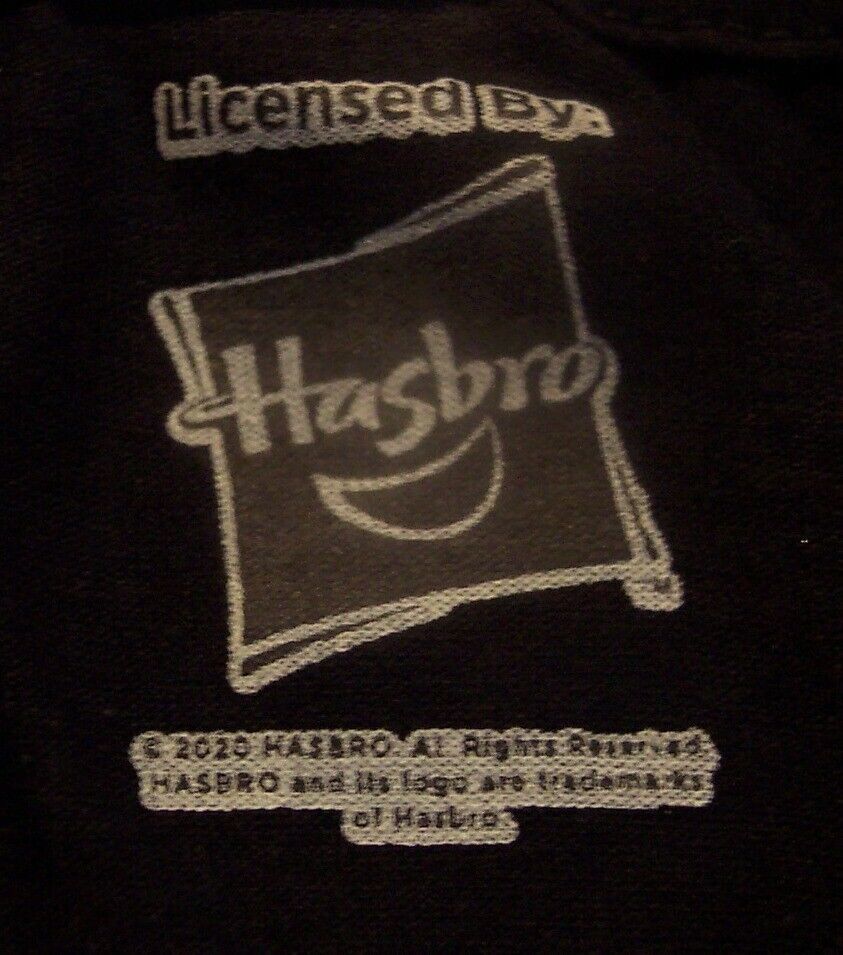 Licensed By:
Hasbro
© 2020 HASBRO. All Rights Reserved.
HASBRO and its logo are trademarks
of Hasbro.